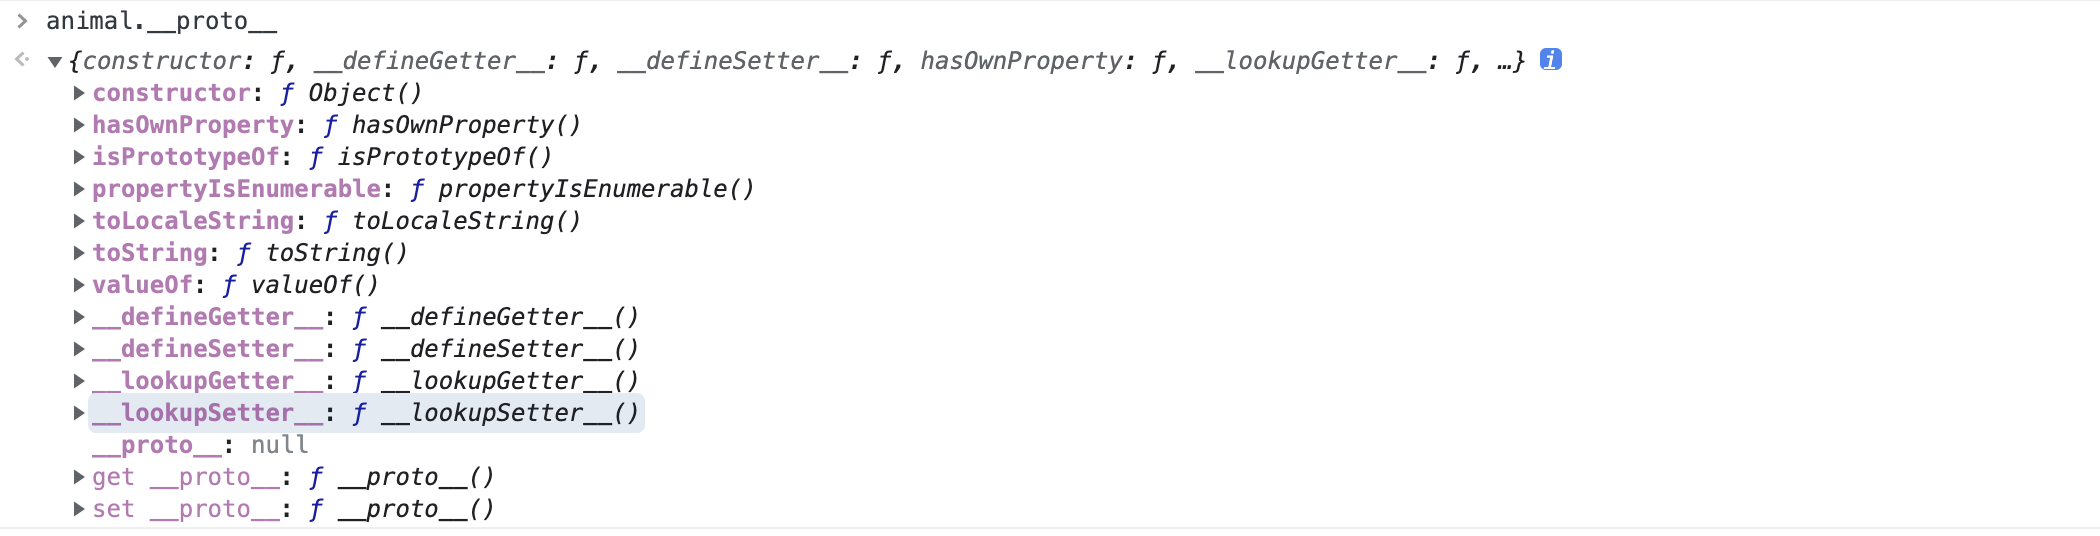 > animal.__proto__
{constructor: ƒ, __defineGetter__: ƒ, __defineSetter__: ƒ, hasOwnProperty: ƒ, __lookupGetter__: ƒ, …} i
constructor: ƒ Object()
hasOwnProperty: ƒ hasOwnProperty()
isPrototypeOf: ƒ isPrototypeOf()
propertyIsEnumerable: ƒ propertyIsEnumerable()
toLocaleString: ƒ toLocaleString()
toString: ƒ toString()
valueOf: ƒ valueOf()
__defineGetter__: ƒ __defineGetter__()
__defineSetter__: ƒ __defineSetter__()
__lookupGetter__: ƒ __lookupGetter__()
__lookupSetter__: ƒ __lookupSetter__()
__proto__: null
get __proto__: ƒ __proto__()
set __proto__: ƒ __proto__()